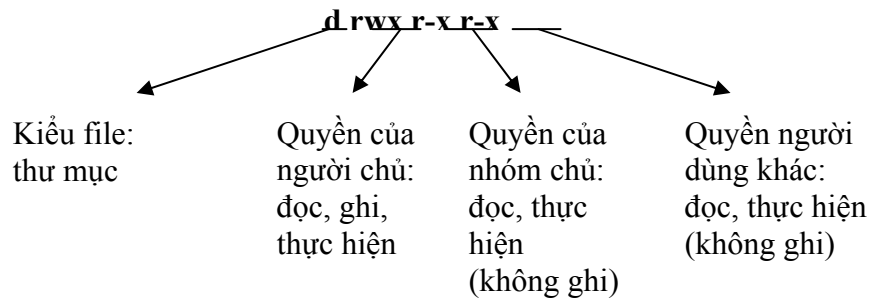 d rwx r-x r-x
Kiểu file:
thư mục
Quyền của
người chủ:
đọc, ghi,
thực hiện
Quyền của
nhóm chủ:
đọc, thực
hiện
(không ghi)
Quyền người
dùng khác:
đọc, thực hiện
(không ghi)